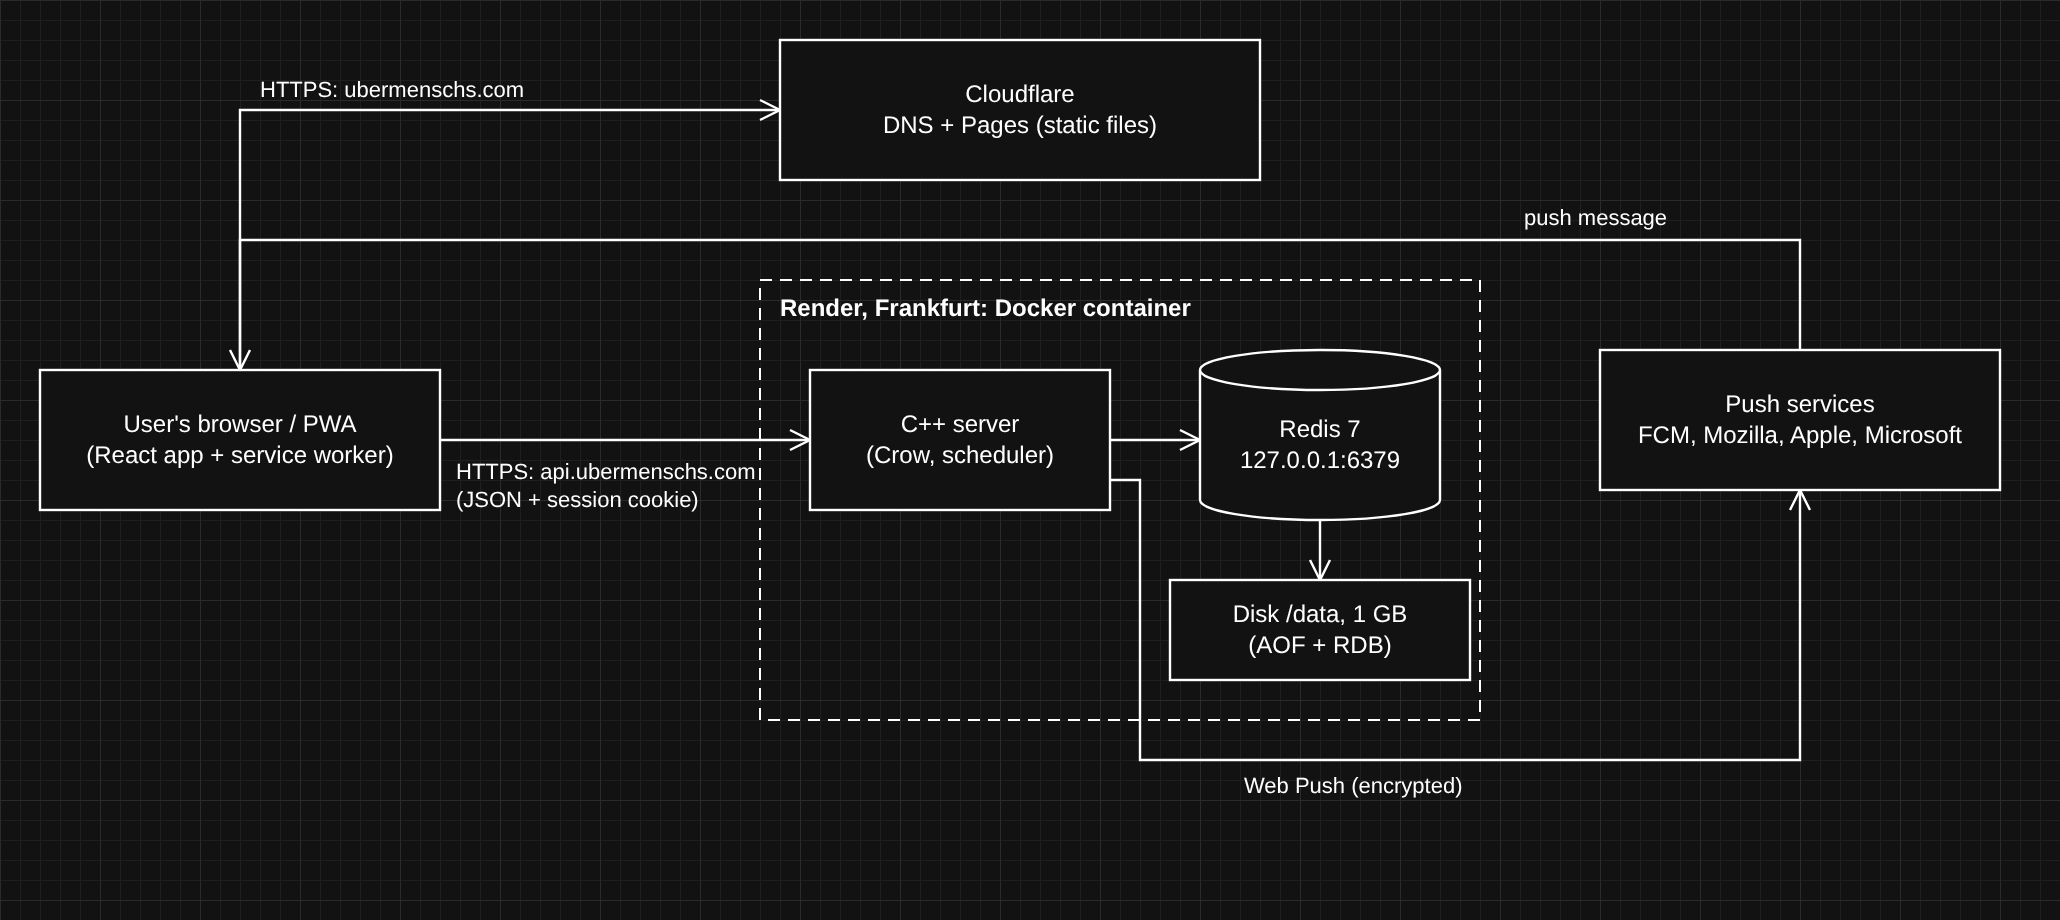 HTTPS: ubermenschs.com
Cloudflare
DNS + Pages (static files)
push message
Render, Frankfurt: Docker container
User's browser / PWA
(React app + service worker)
HTTPS: api.ubermenschs.com
(JSON + session cookie)
C++ server
(Crow, scheduler)
Redis 7
127.0.0.1:6379
Push services
FCM, Mozilla, Apple, Microsoft
Disk /data, 1 GB
(AOF + RDB)
Web Push (encrypted)